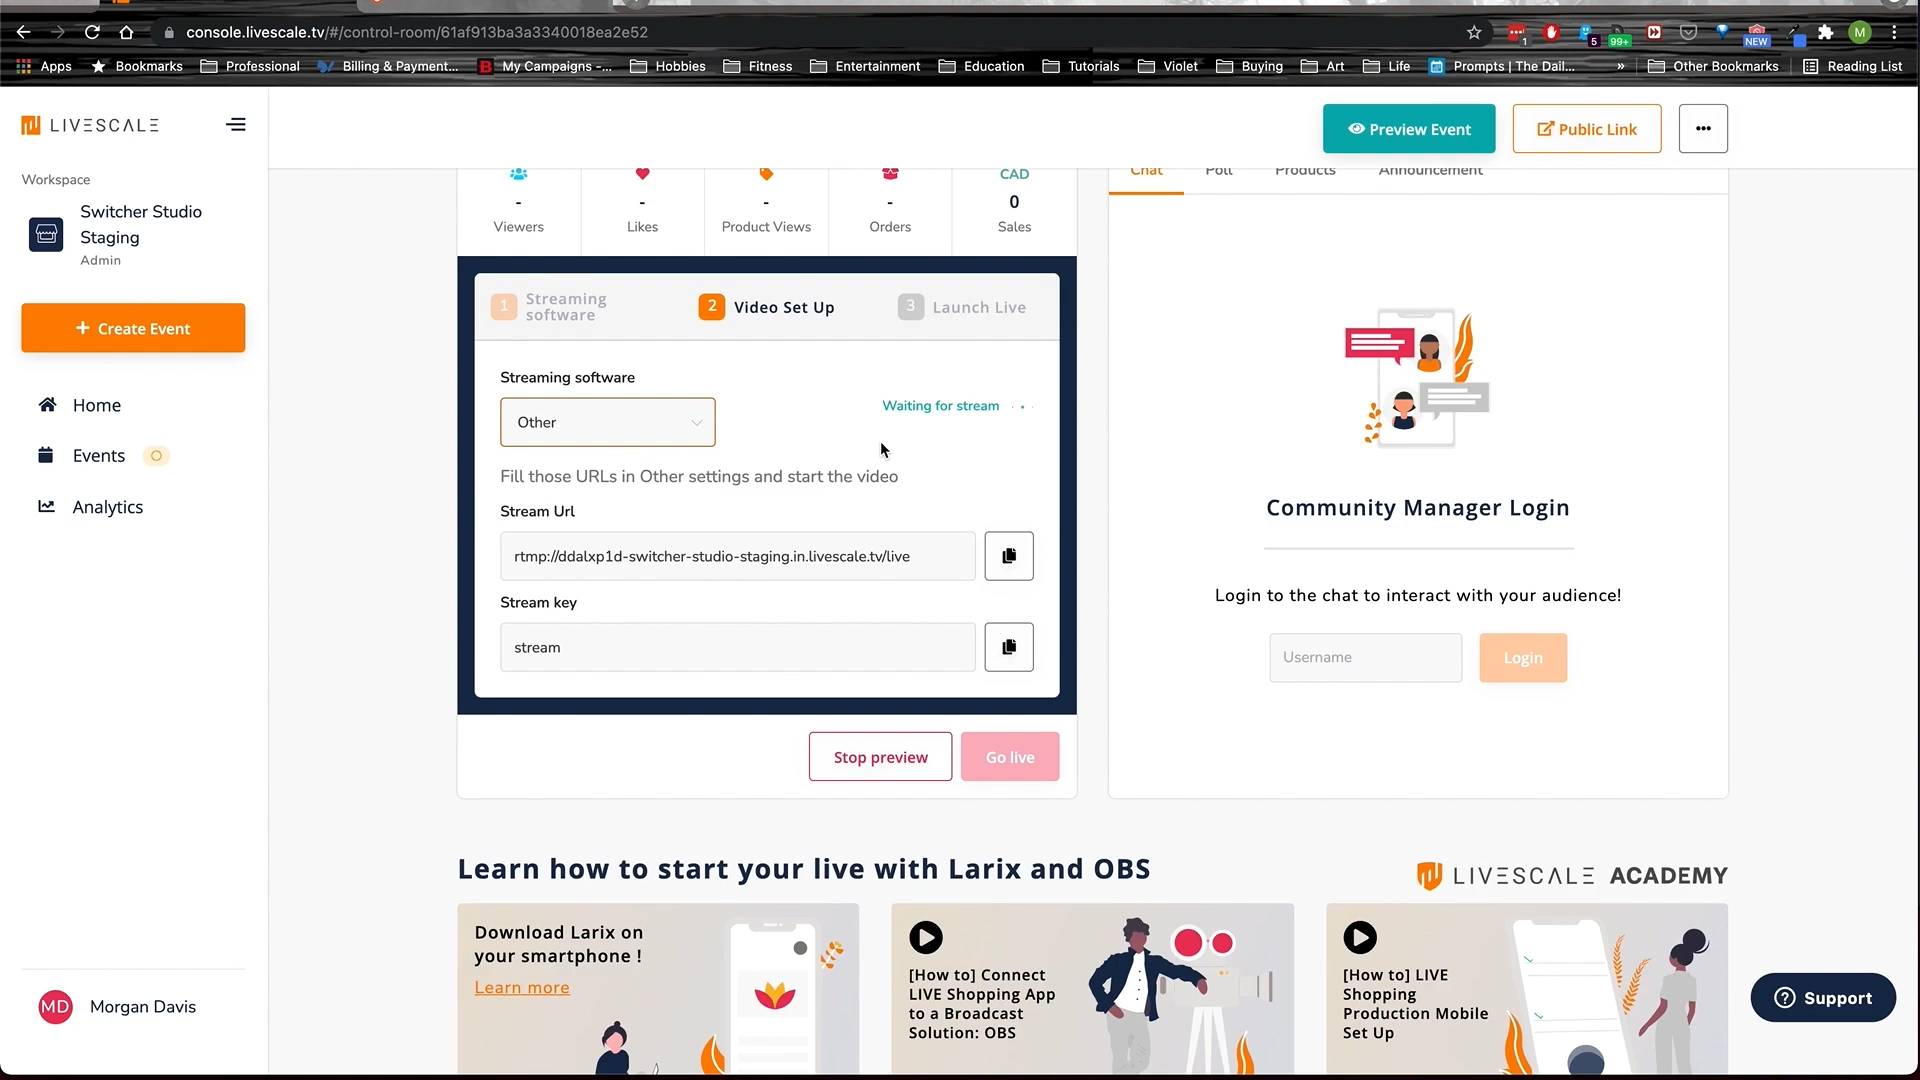 console.livescale.tv/#/control-room/61af913ba3a3340018ea2e52
1
5
99+
NEW
M
Apps
Bookmarks
Professional
Billing & Payment...
My Campaigns -...
Hobbies
Fitness
Entertainment
Education
Tutorials
Violet
Buying
Art
Life
Prompts | The Dail...
»
Other Bookmarks
Reading List
LIVESCALE
Preview Event
Public Link
Workspace
Switcher Studio
Staging
Admin
Create Event
Home
Events
Analytics
MD
Morgan Davis
CAD
-
-
-
-
0
Viewers
Likes
Product Views
Orders
Sales
Chat
Poll
Products
Announcement
1
Streaming
software
2
Video Set Up
3
Launch Live
Streaming software
Other
Waiting for stream
Fill those URLs in Other settings and start the video
Stream Url
rtmp://ddalxp1d-switcher-studio-staging.in.livescale.tv/live
Stream key
stream
Stop preview
Go live
Community Manager Login
Login to the chat to interact with your audience!
Username
Login
Learn how to start your live with Larix and OBS
LIVESCALE ACADEMY
Download Larix on
your smartphone !
Learn more
[How to] Connect
LIVE Shopping App
to a Broadcast
Solution: OBS
[How to] LIVE
Shopping
Production Mobile
Set Up
Support